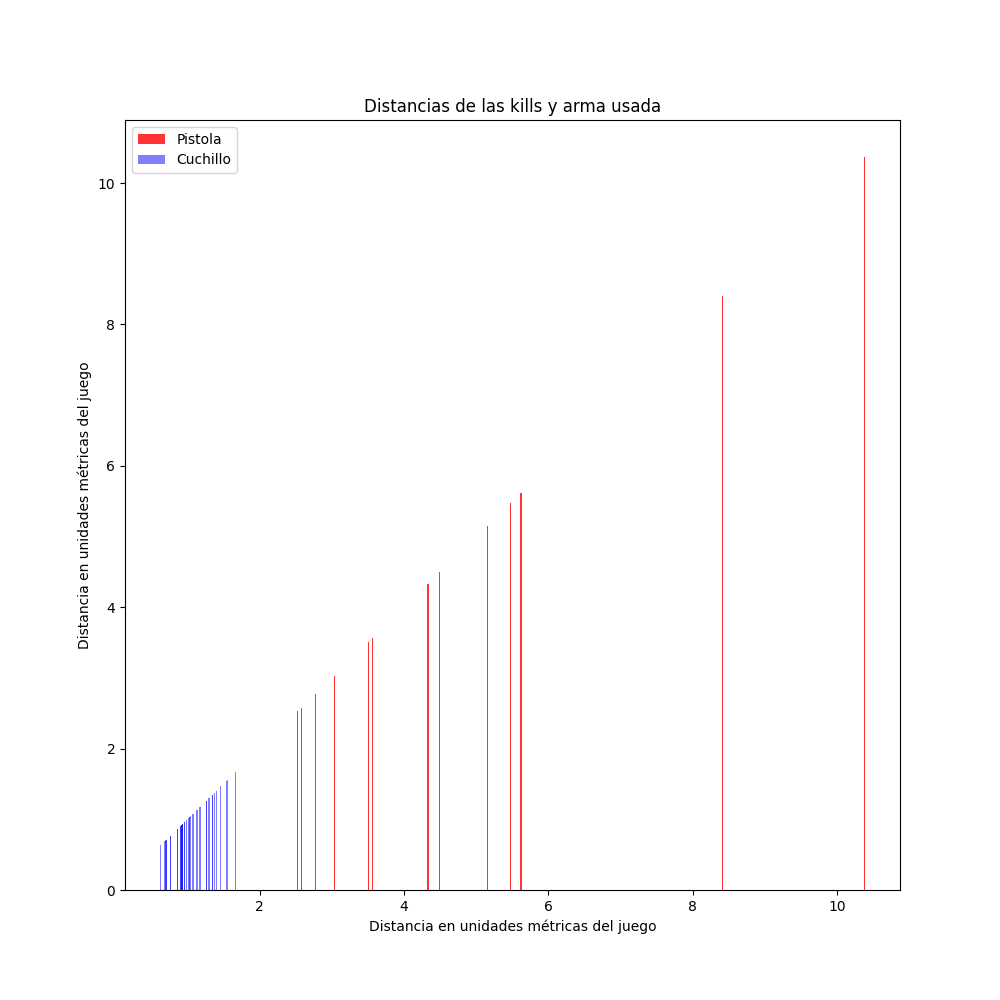 Distancias de las kills y arma usada
Pistola
Cuchillo
Distancia en unidades métricas del juego
10
8
6
4
2
0
2 4 6 8 10
Distancia en unidades métricas del juego